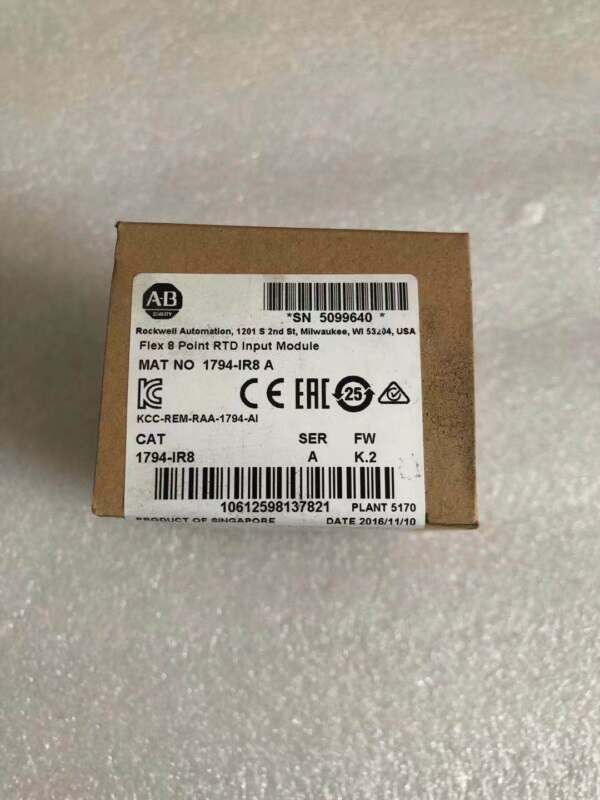 A-B
QUALITY
*SN 5099640 *
Rockwell Automation, 1201 S 2nd St, Milwaukee, WI 53204, USA
Flex 8 Point RTD Input Module
MAT NO 1794-IR8 A
CE EAC 25
KCC-REM-RAA-1794-AI
CAT SER FW
1794-IR8 A K.2
10612598137821 PLANT 5170
PRODUCT OF SINGAPORE DATE 2016/11/10